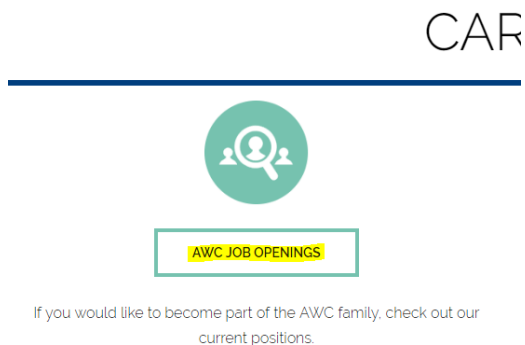 CAR
AWC JOB OPENINGS
If you would like to become part of the AWC family, check out our
current positions.